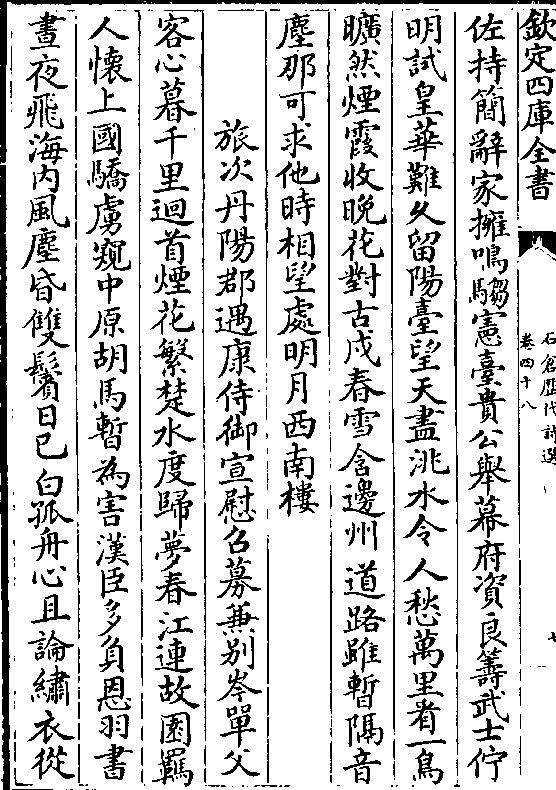 欽定四庫全書
石倉歷代詩選
卷四十八
七
佐持簡辭家擁鳴騶憲臺貴公舉幕府資良籌武士佇
明試皇華難久留陽臺望天盡洮水令人愁萬里看一鳥
曠然煙霞收晚花對古戍春雪含邊州道路雖暫隔音
塵那可求他時相望處明月西南樓
旅次丹陽郡遇康侍御宣慰召募兼别岑單父
客心暮千里迴首煙花繁楚水度歸夢春江連故園羈
人懷上國驕虜窺中原胡馬暫為害漢臣多負恩羽書
晝夜飛海内風塵昏雙鬢日已白孤舟心且論繡衣從